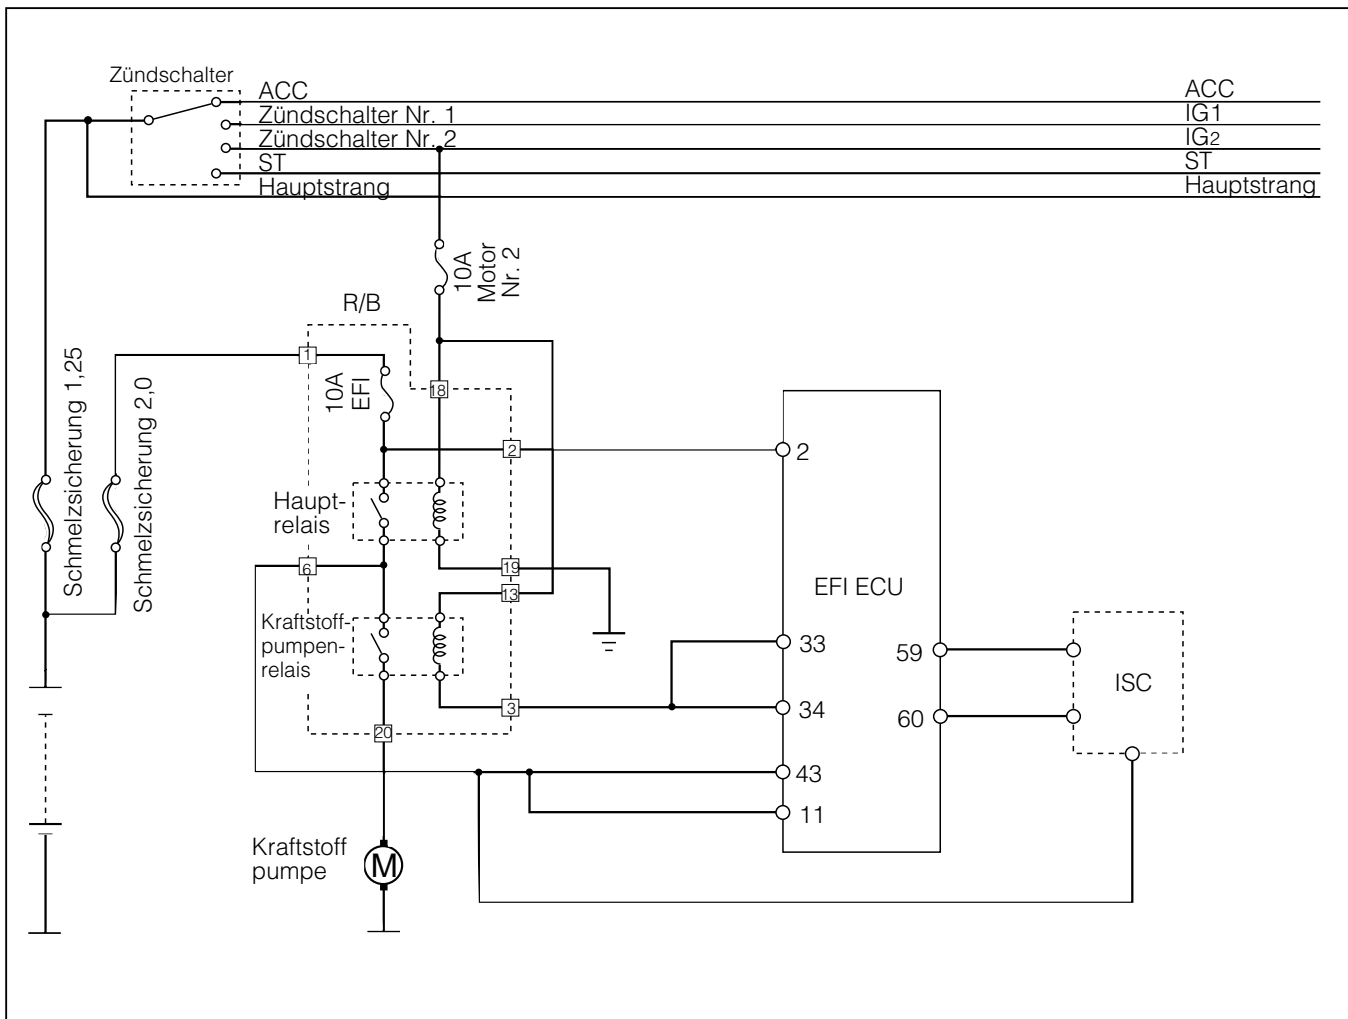 Zündschalter
ACC
ACC
Zündschalter Nr. 1
IG1
Zündschalter Nr. 2
IG2
ST
ST
Hauptstrang
Hauptstrang
10A
Motor
Nr. 2
R/B
1
10A
EFI
18
Schmelzsicherung 1,25
Schmelzsicherung 2,0
2
2
Haupt-
relais
6
19
13
EFI ECU
Kraftstoff-
pumpen-
relais
33
59
ISC
3
34
60
20
43
11
Kraftstoff
pumpe
M